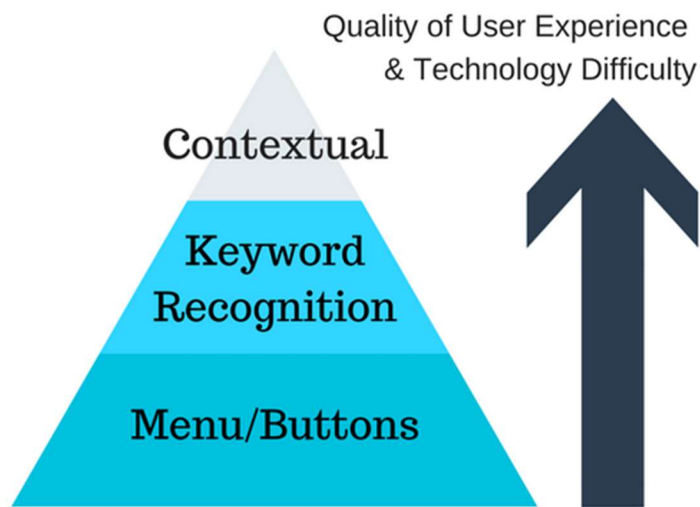 Quality of User Experience
& Technology Difficulty
Contextual
Keyword
Recognition
Menu/Buttons